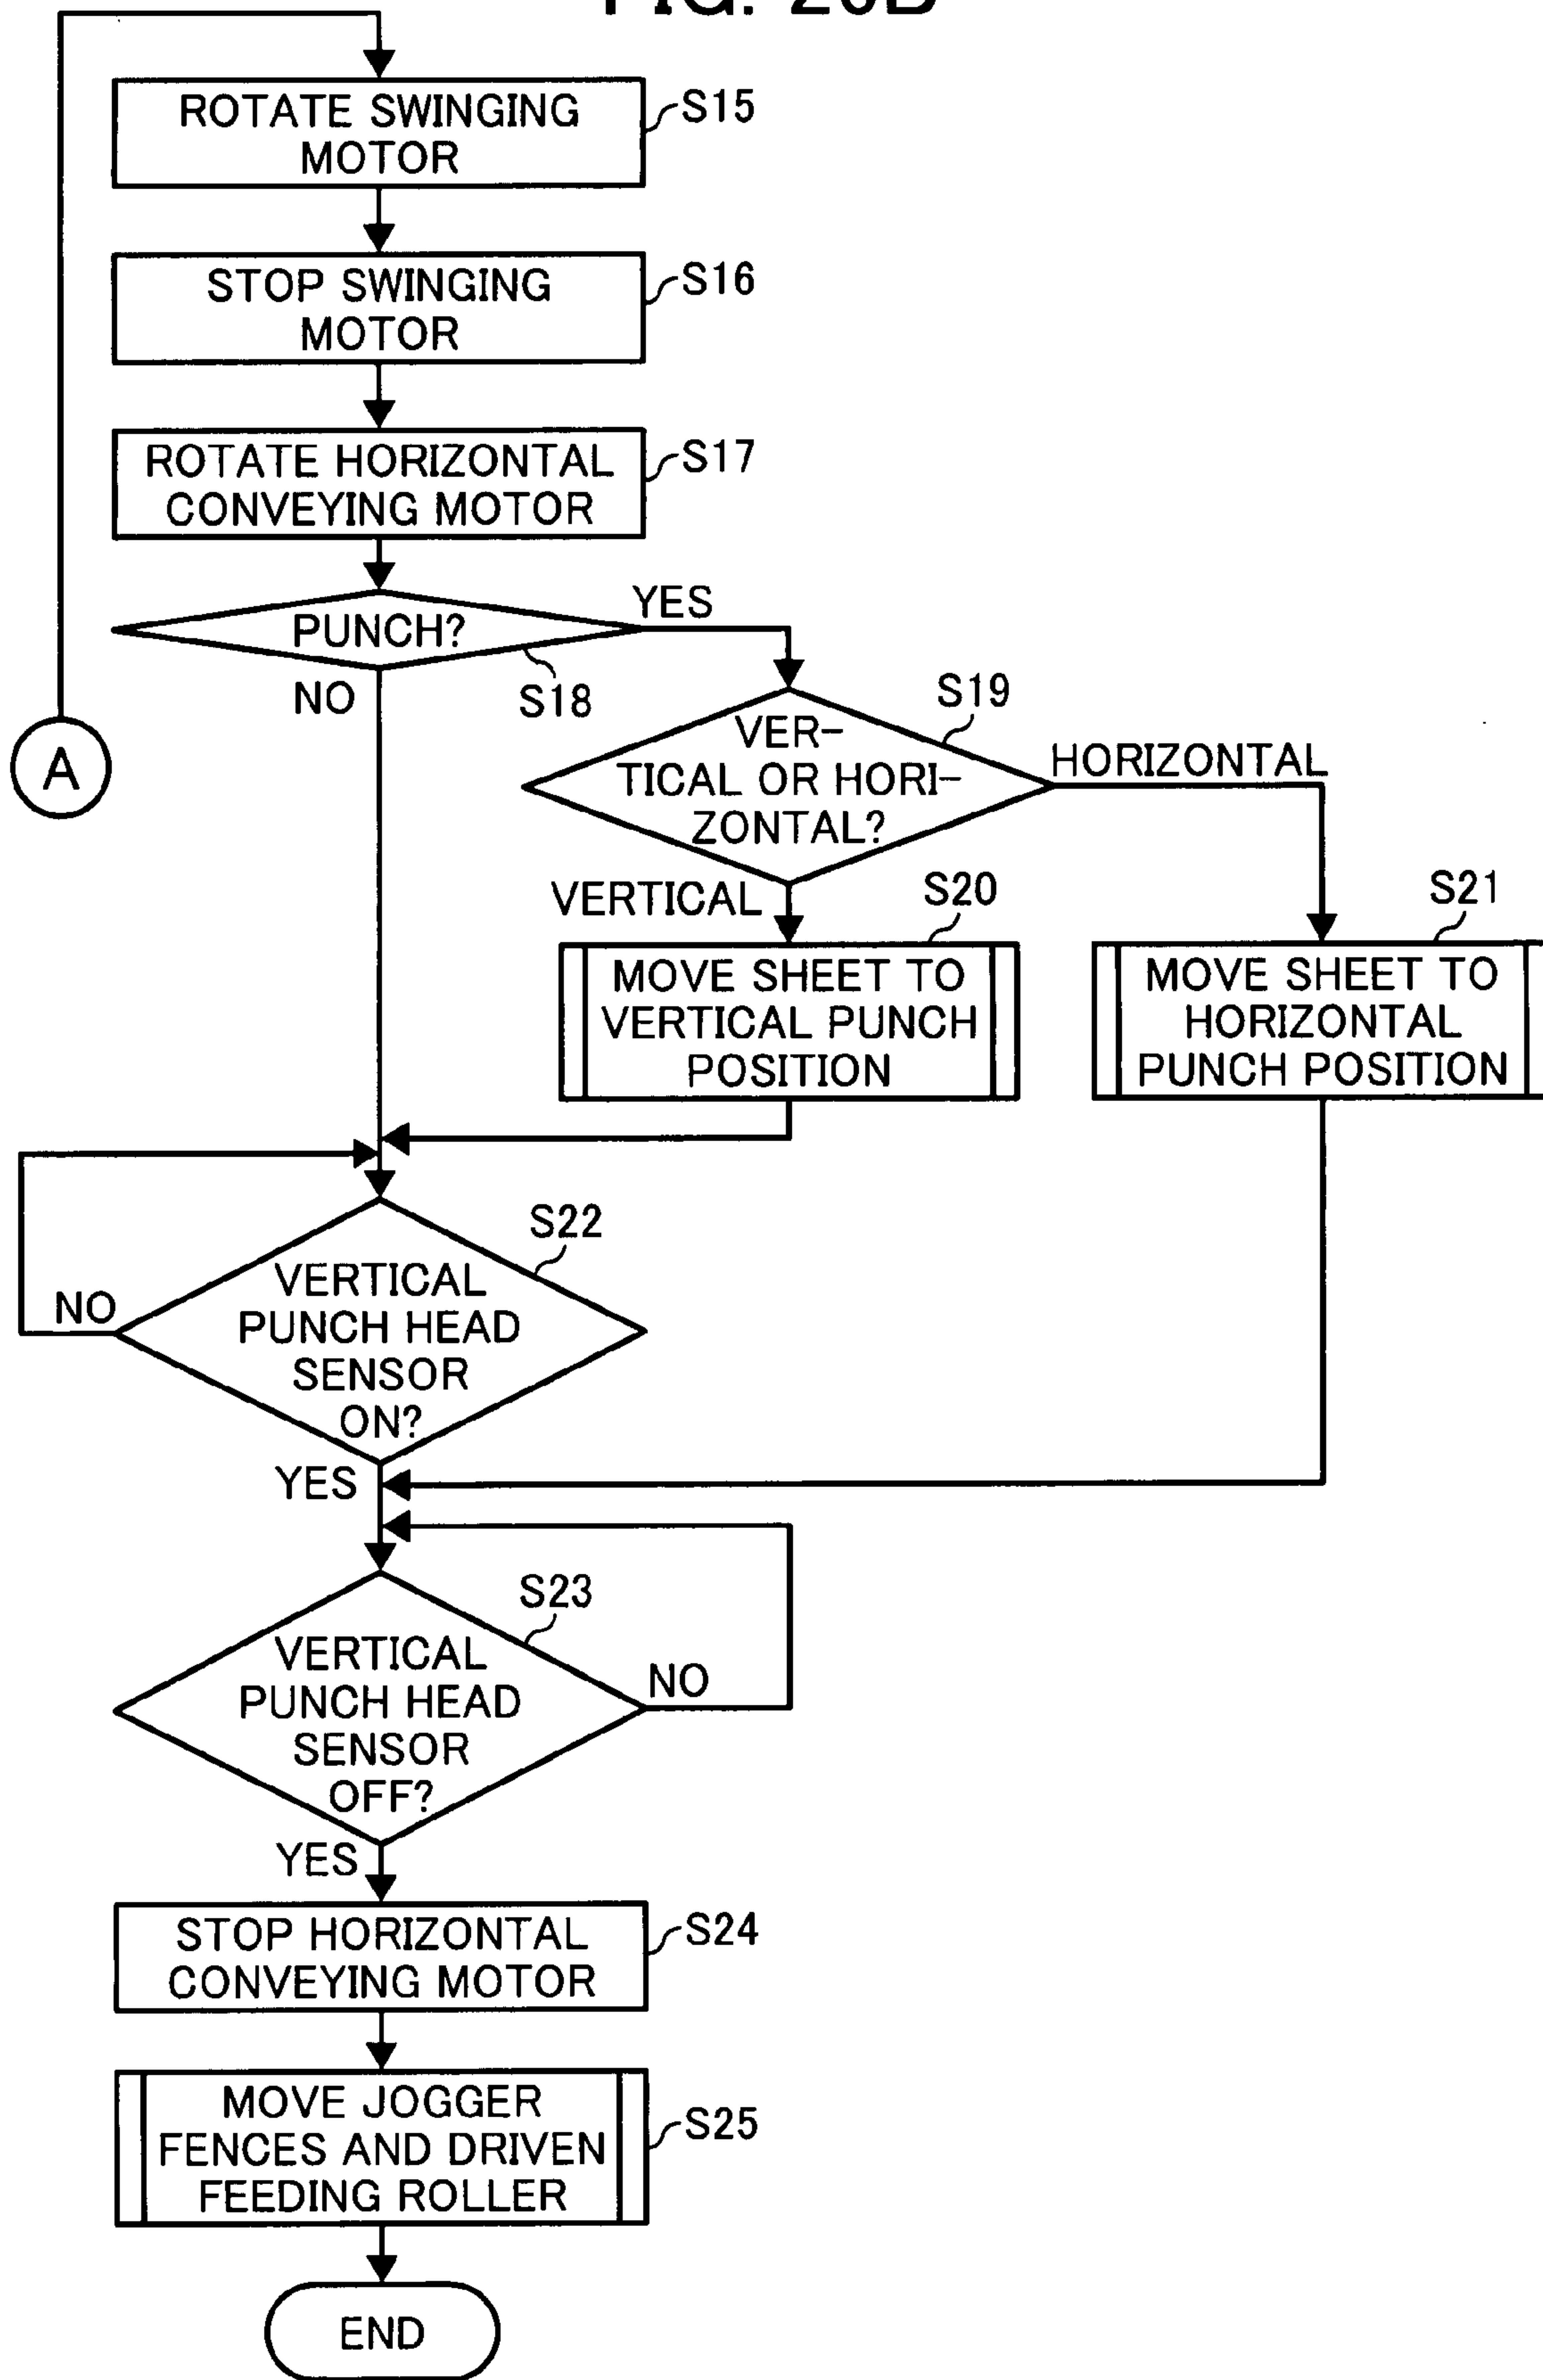 FIG.
ROTATE SWINGING
MOTOR
S15
STOP SWINGING
MOTOR
S16
ROTATE HORIZONTAL
CONVEYING MOTOR
S17
PUNCH?
YES
NO
S18
A
VER-
TICAL OR HORI-
ZONTAL?
S19
HORIZONTAL
VERTICAL
S20
MOVE SHEET TO
VERTICAL PUNCH
POSITION
S21
MOVE SHEET TO
HORIZONTAL
PUNCH POSITION
S22
VERTICAL
PUNCH HEAD
SENSOR
ON?
NO
YES
S23
VERTICAL
PUNCH HEAD
SENSOR
OFF?
NO
YES
STOP HORIZONTAL
CONVEYING MOTOR
S24
MOVE JOGGER
FENCES AND DRIVEN
FEEDING ROLLER
S25
END